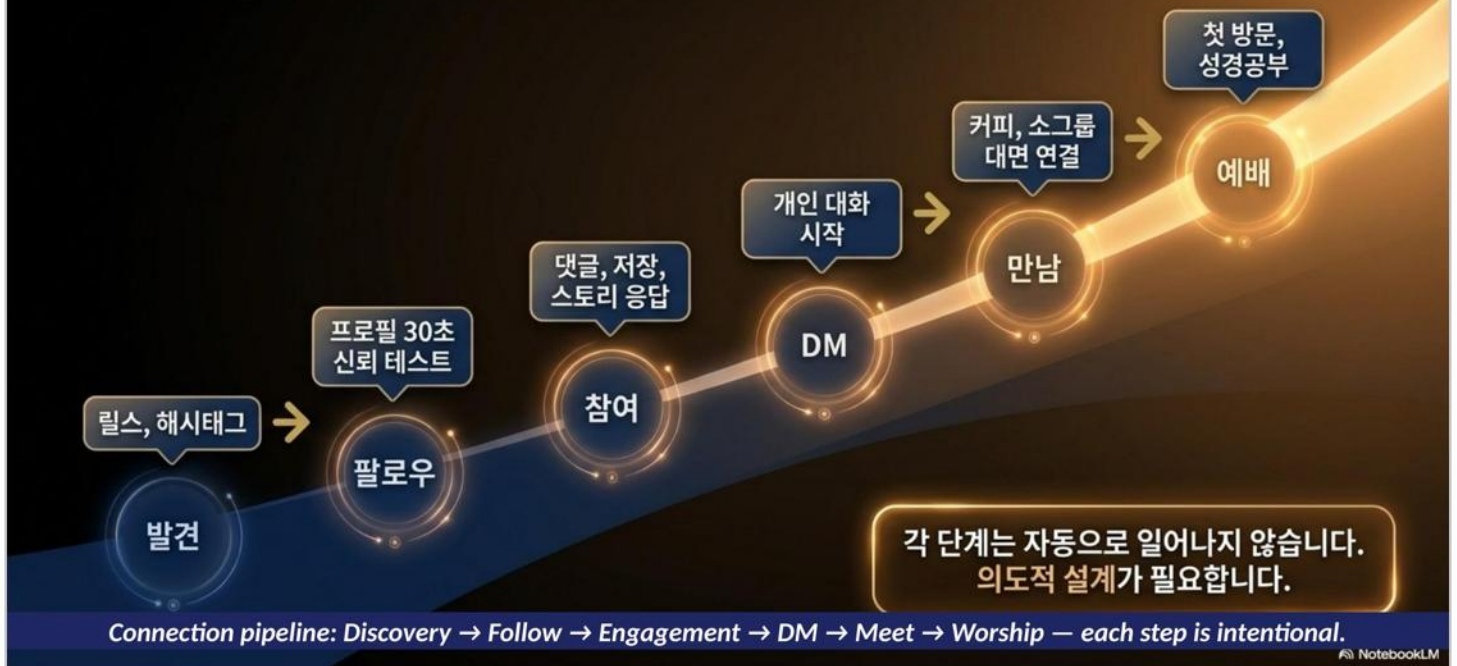 릴스, 해시태그
발견
프로필 30초
신뢰 테스트
팔로우
댓글, 저장,
스토리 응답
참여
개인 대화
시작
DM
커피, 소그룹
대면 연결
만남
첫 방문,
성경공부
예배
각 단계는 자동으로 일어나지 않습니다.
의도적 설계가 필요합니다.
Connection pipeline: Discovery → Follow → Engagement → DM → Meet → Worship — each step is intentional.
NotebookLM